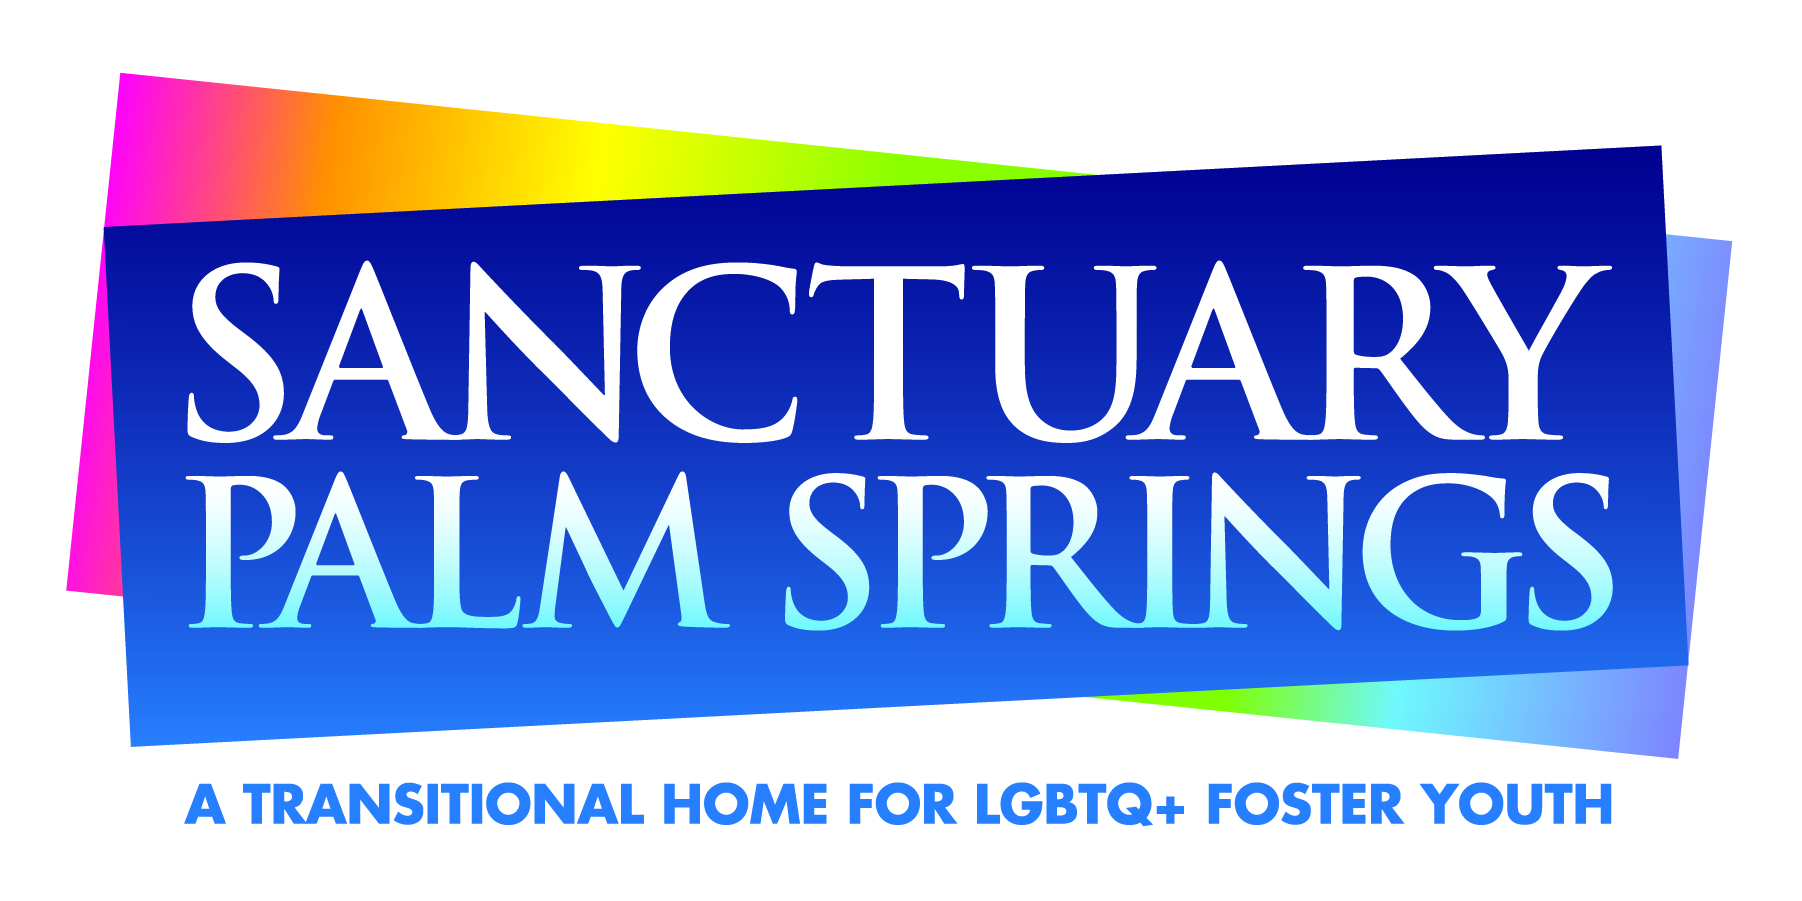 SANCTUARY
PALM SPRINGS
A TRANSITIONAL HOME FOR LGBTQ+ FOSTER YOUTH